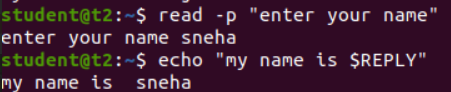 student@t2:~$ read -p "enter your name"
enter your name sneha
student@t2:~$ echo "my name is $REPLY"
my name is  sneha